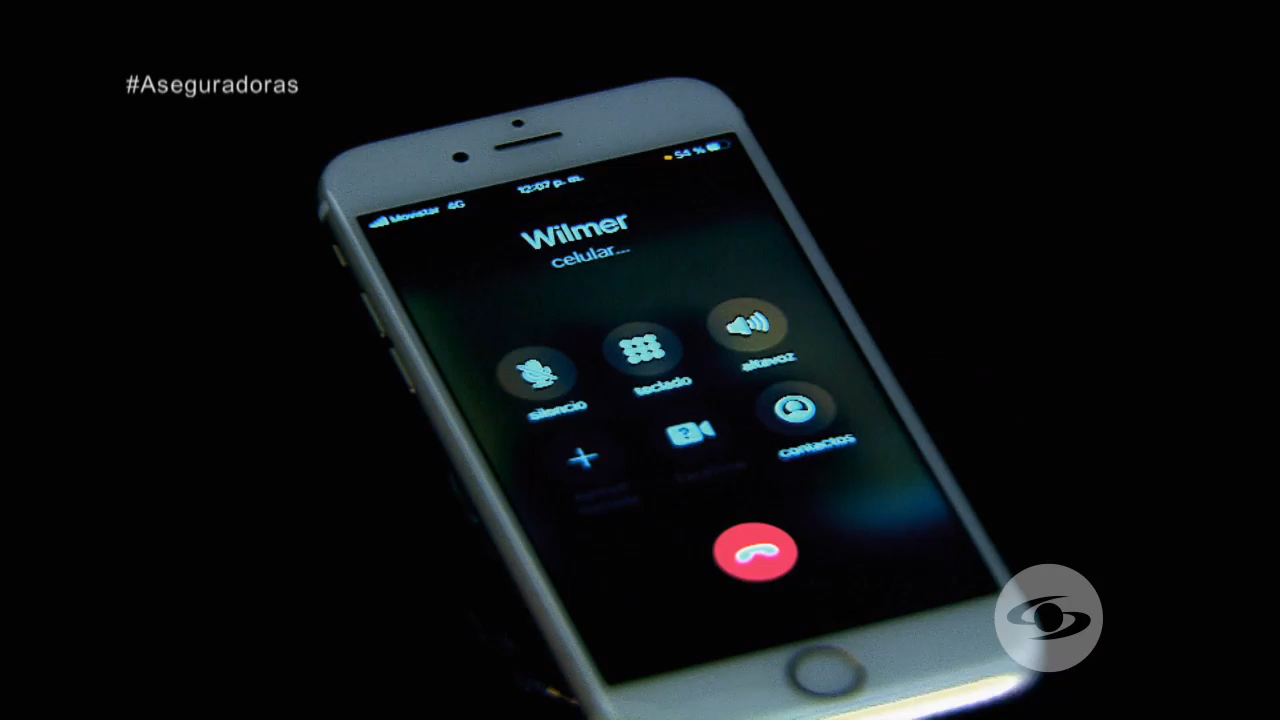 #Aseguradoras
Movistar 4G
12:07 p. m.
54 %
Wilmer
celular...
silencio
teclado
altavoz
contactos